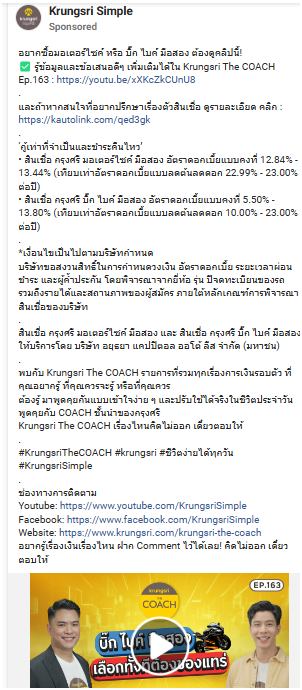 Krungsri Simple
Sponsored
อยากซื้อมอเตอร์ไซค์ หรือ บิ๊ก ไบค์ มือสอง ต้องดูคลิปนี้!
✅ รู้ข้อมูลและข้อเสนอดีๆ เพิ่มเติมได้ใน Krungsri The COACH
Ep.163 : https://youtu.be/xXKcZkCUnU8
.
และถ้าหากสนใจที่อยากปรึกษาเรื่องตัวสินเชื่อ ดูรายละเอียด คลิก :
https://kautolink.com/qed3gk
.
'กู้เท่าที่จำเป็นและชำระคืนไหว'
• สินเชื่อ กรุงศรี มอเตอร์ไซค์ มือสอง อัตราดอกเบี้ยแบบคงที่ 12.84% -
13.44% (เทียบเท่าอัตราดอกเบี้ยแบบลดต้นลดดอก 22.99% - 23.00%
ต่อปี)
• สินเชื่อ กรุงศรี บิ๊ก ไบค์ มือสอง อัตราดอกเบี้ยแบบคงที่ 5.50% -
13.80% (เทียบเท่าอัตราดอกเบี้ยแบบลดต้นลดดอก 10.00% - 23.00%
ต่อปี)
.
*เงื่อนไขเป็นไปตามบริษัทกำหนด
บริษัทขอสงวนสิทธิ์ในการกำหนดวงเงิน อัตราดอกเบี้ย ระยะเวลาผ่อน
ชำระ และผู้ค้ำประกัน โดยพิจารณาจากยี่ห้อ รุ่น ปีจดทะเบียนของรถ
รวมถึงรายได้และสถานภาพของผู้สมัคร ภายใต้หลักเกณฑ์การพิจารณา
สินเชื่อของบริษัท
.
สินเชื่อ กรุงศรี มอเตอร์ไซค์ มือสอง และ สินเชื่อ กรุงศรี บิ๊ก ไบค์ มือสอง
ให้บริการโดย บริษัท อยุธยา แคปปิตอล ออโต้ ลีส จำกัด (มหาชน)
.
พบกับ Krungsri The COACH รายการที่รวมทุกเรื่องการเงินรอบตัว ที่
คุณอยากรู้ ที่คุณควรจะรู้ หรือที่คุณควร
ต้องรู้ มาพูดคุยกันแบบเข้าใจง่าย ๆ และปรับใช้ได้จริงในชีวิตประจำวัน
พูดคุยกับ COACH ชั้นนำของกรุงศรี
Krungsri The COACH เรื่องไหนคิดไม่ออก เดี๋ยวตอบให้
.
#KrungsriTheCOACH #krungsri #ชีวิตง่ายได้ทุกวัน
#KrungsriSimple
.
ช่องทางการติดตาม
Youtube: https://www.youtube.com/KrungsriSimple
Facebook: https://www.facebook.com/KrungsriSimple
Website: https://www.krungsri.com/krungsri-the-coach
อยากรู้เรื่องเงินเรื่องไหน ฝาก Comment ไว้ได้เลย! คิดไม่ออก เดี๋ยว
ตอบให้
EP.163
krungsri
THE
COACH
บิ๊ก ไบค์ มือสอง
เลือกทั้งทีต้องของแทร่